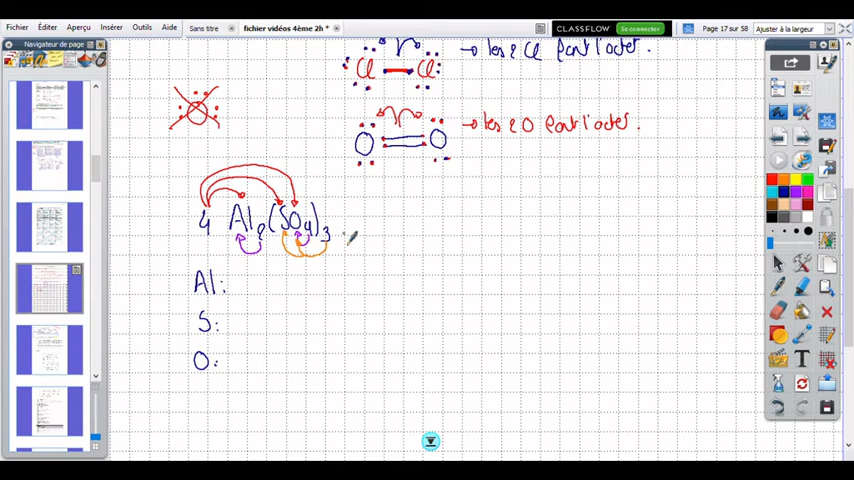 Fichier Éditer Aperçu Insérer Outils Aide Sans titre fichier vidéos 4ème 2h * CLASSFLOW Se connecter Page 17 sur 58 Ajuster à la largeur
Navigateur de page
Cl Cl → les 2 Cl font l'octet.
O
O O → les 2 O font l'octet.
4 Al2(SO4)3
Al:
S:
O: